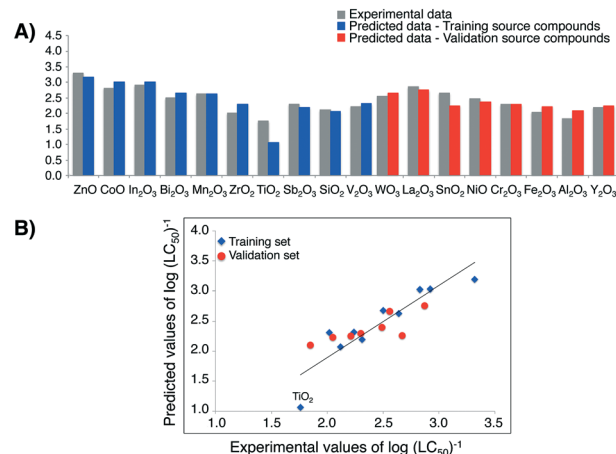 Experimental data
A)
Predicted data - Training source compounds
Predicted data - Validation source compounds
4.5
4.0
3.5
3.0
2.5
2.0
1.5
1.0
0.5
0.0
ZnO CoO In₂O₃ Bi₂O₃ Mn₂O₃ ZrO₂ TiO₂ Sb₂O₃ SiO₂ V₂O₃ WO₃ La₂O₃ SnO₂ NiO Cr₂O₃ Fe₂O₃ Al₂O₃ Y₂O₃
B)
Predicted values of log (LC₅₀)⁻¹
4.0
3.5
3.0
2.5
2.0
1.5
1.0
Training set
Validation set
TiO₂
1.0 1.5 2.0 2.5 3.0 3.5
Experimental values of log (LC₅₀)⁻¹